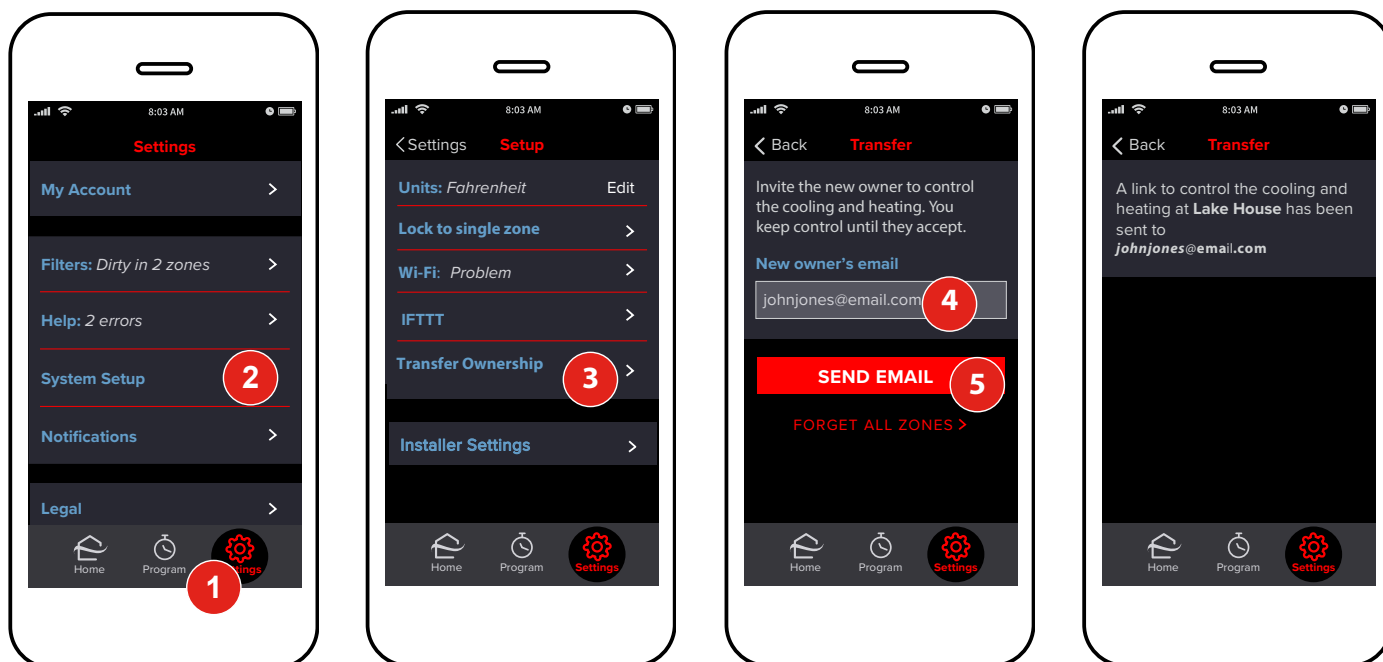 8:03 AM
Settings
My Account
Filters: Dirty in 2 zones
Help: 2 errors
System Setup
2
Notifications
Legal
Home
Program
Settings
1
8:03 AM
Settings
Setup
Units: Fahrenheit
Edit
Lock to single zone
Wi-Fi: Problem
IFTTT
Transfer Ownership
3
Installer Settings
Home
Program
Settings
8:03 AM
Back
Transfer
Invite the new owner to control
the cooling and heating. You
keep control until they accept.
New owner's email
johnjones@email.com
4
SEND EMAIL
5
FORGET ALL ZONES >
Home
Program
Settings
8:03 AM
Back
Transfer
A link to control the cooling and
heating at Lake House has been
sent to
johnjones@email.com
Home
Program
Settings